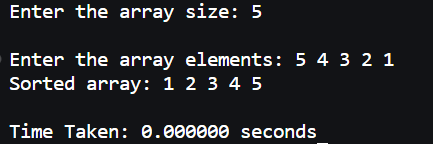 Enter the array size: 5
Enter the array elements: 5 4 3 2 1
Sorted array: 1 2 3 4 5
Time Taken: 0.000000 seconds